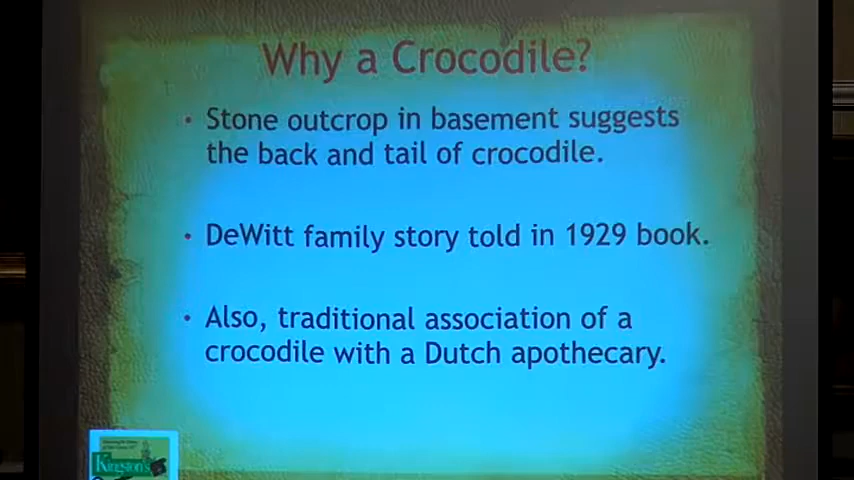 Why a Crocodile?
• Stone outcrop in basement suggests
the back and tail of crocodile.
• DeWitt family story told in 1929 book.
• Also, traditional association of a
crocodile with a Dutch apothecary.
Kingston's